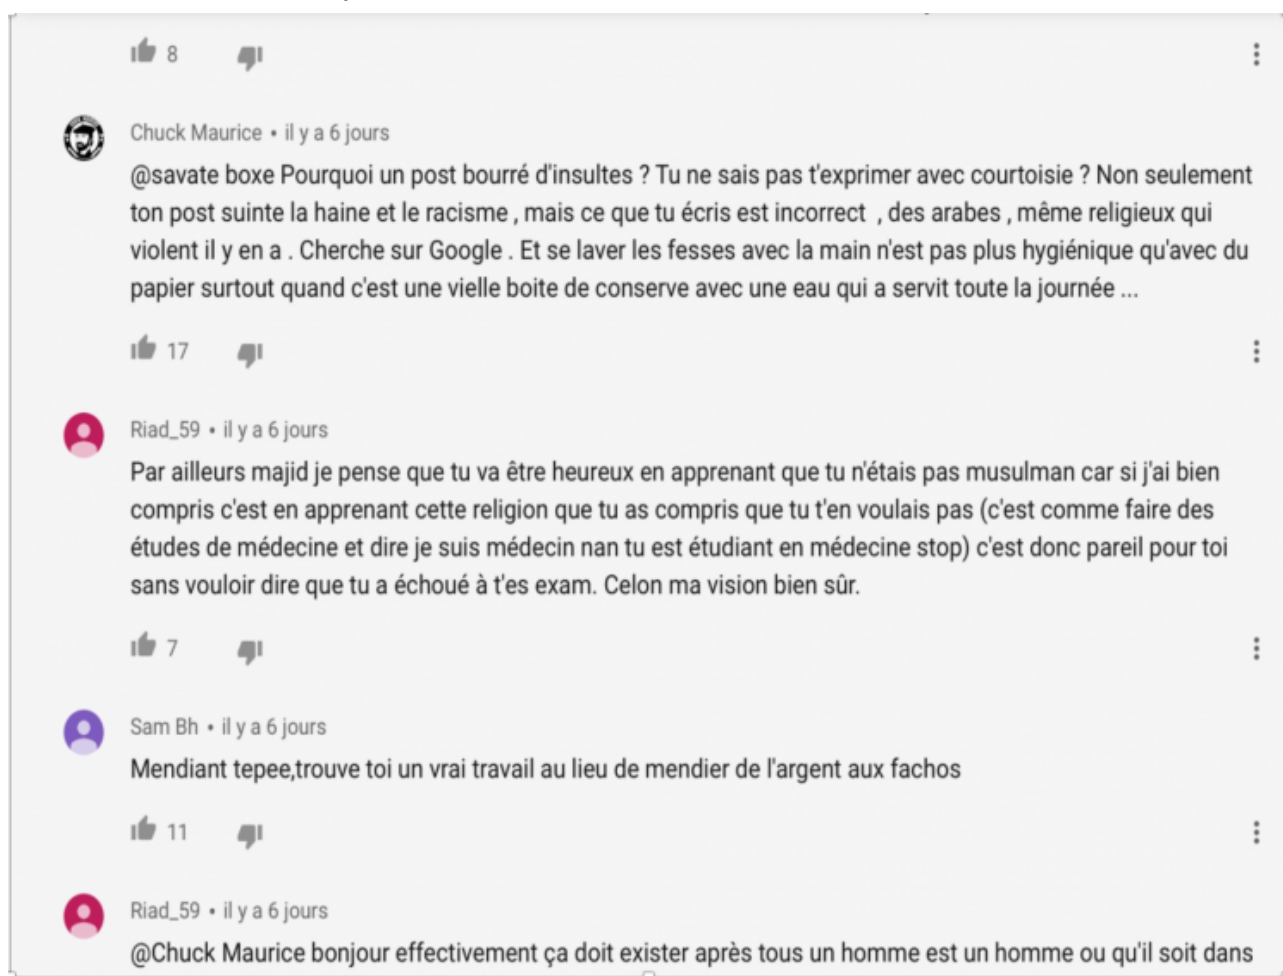 8
Chuck Maurice • il y a 6 jours
@savate boxe Pourquoi un post bourré d'insultes ? Tu ne sais pas t'exprimer avec courtoisie ? Non seulement
ton post suinte la haine et le racisme , mais ce que tu écris est incorrect , des arabes , même religieux qui
violent il y en a . Cherche sur Google . Et se laver les fesses avec la main n'est pas plus hygiénique qu'avec du
papier surtout quand c'est une vielle boite de conserve avec une eau qui a servit toute la journée ...
17
Riad_59 • il y a 6 jours
Par ailleurs majid je pense que tu va être heureux en apprenant que tu n'étais pas musulman car si j'ai bien
compris c'est en apprenant cette religion que tu as compris que tu t'en voulais pas (c'est comme faire des
études de médecine et dire je suis médecin nan tu est étudiant en médecine stop) c'est donc pareil pour toi
sans vouloir dire que tu a échoué à t'es exam. Celon ma vision bien sûr.
7
Sam Bh • il y a 6 jours
Mendiant tepee,trouve toi un vrai travail au lieu de mendier de l'argent aux fachos
11
Riad_59 • il y a 6 jours
@Chuck Maurice bonjour effectivement ça doit exister après tous un homme est un homme ou qu'il soit dans